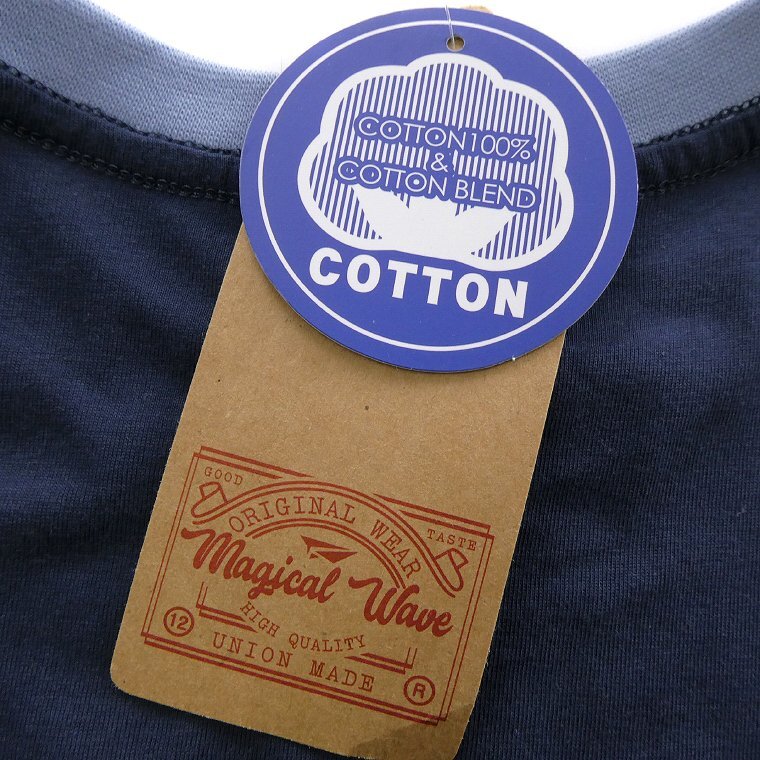 COTTON100%
&
COTTON BLEND
COTTON
GOOD
TASTE
ORIGINAL WEAR
Magical Wave
HIGH QUALITY
12
UNION MADE
R